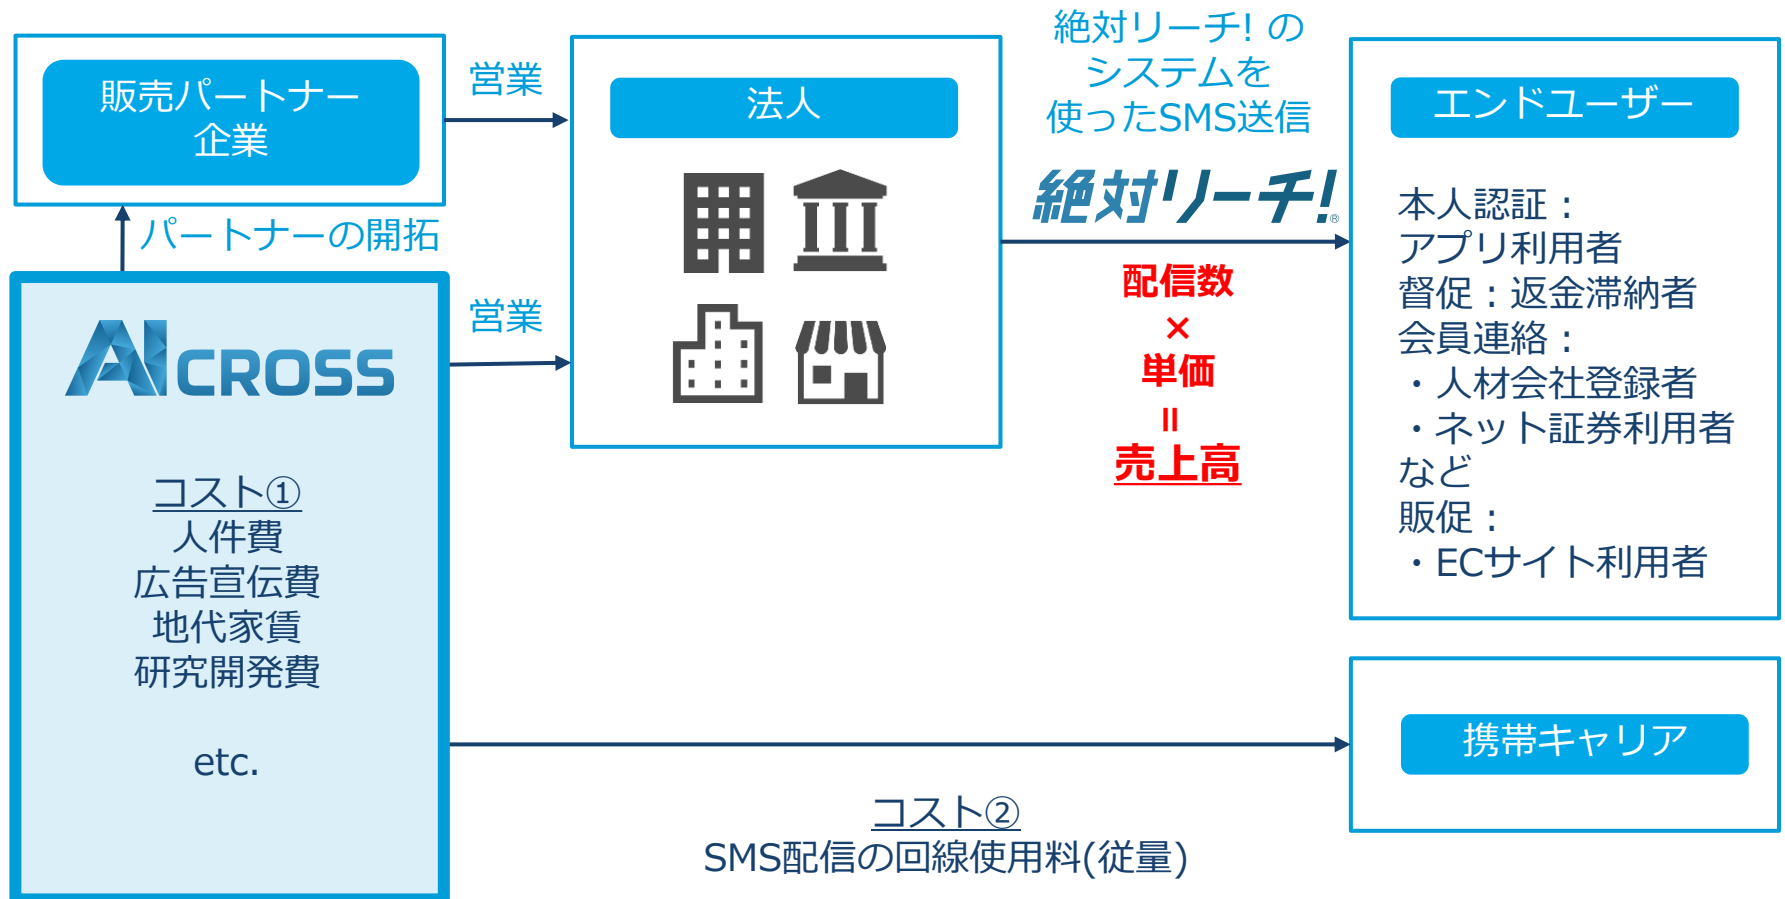 販売パートナー
企業
営業
法人
絶対リーチ! の
システムを
使ったSMS送信
絶対リーチ!®
エンドユーザー
本人認証：
アプリ利用者
督促：返金滞納者
会員連絡：
・人材会社登録者
・ネット証券利用者
など
販促：
・ECサイト利用者
パートナーの開拓
営業
AI CROSS
配信数
×
単価
=
売上高
コスト①
人件費
広告宣伝費
地代家賃
研究開発費
etc.
携帯キャリア
コスト②
SMS配信の回線使用料(従量)